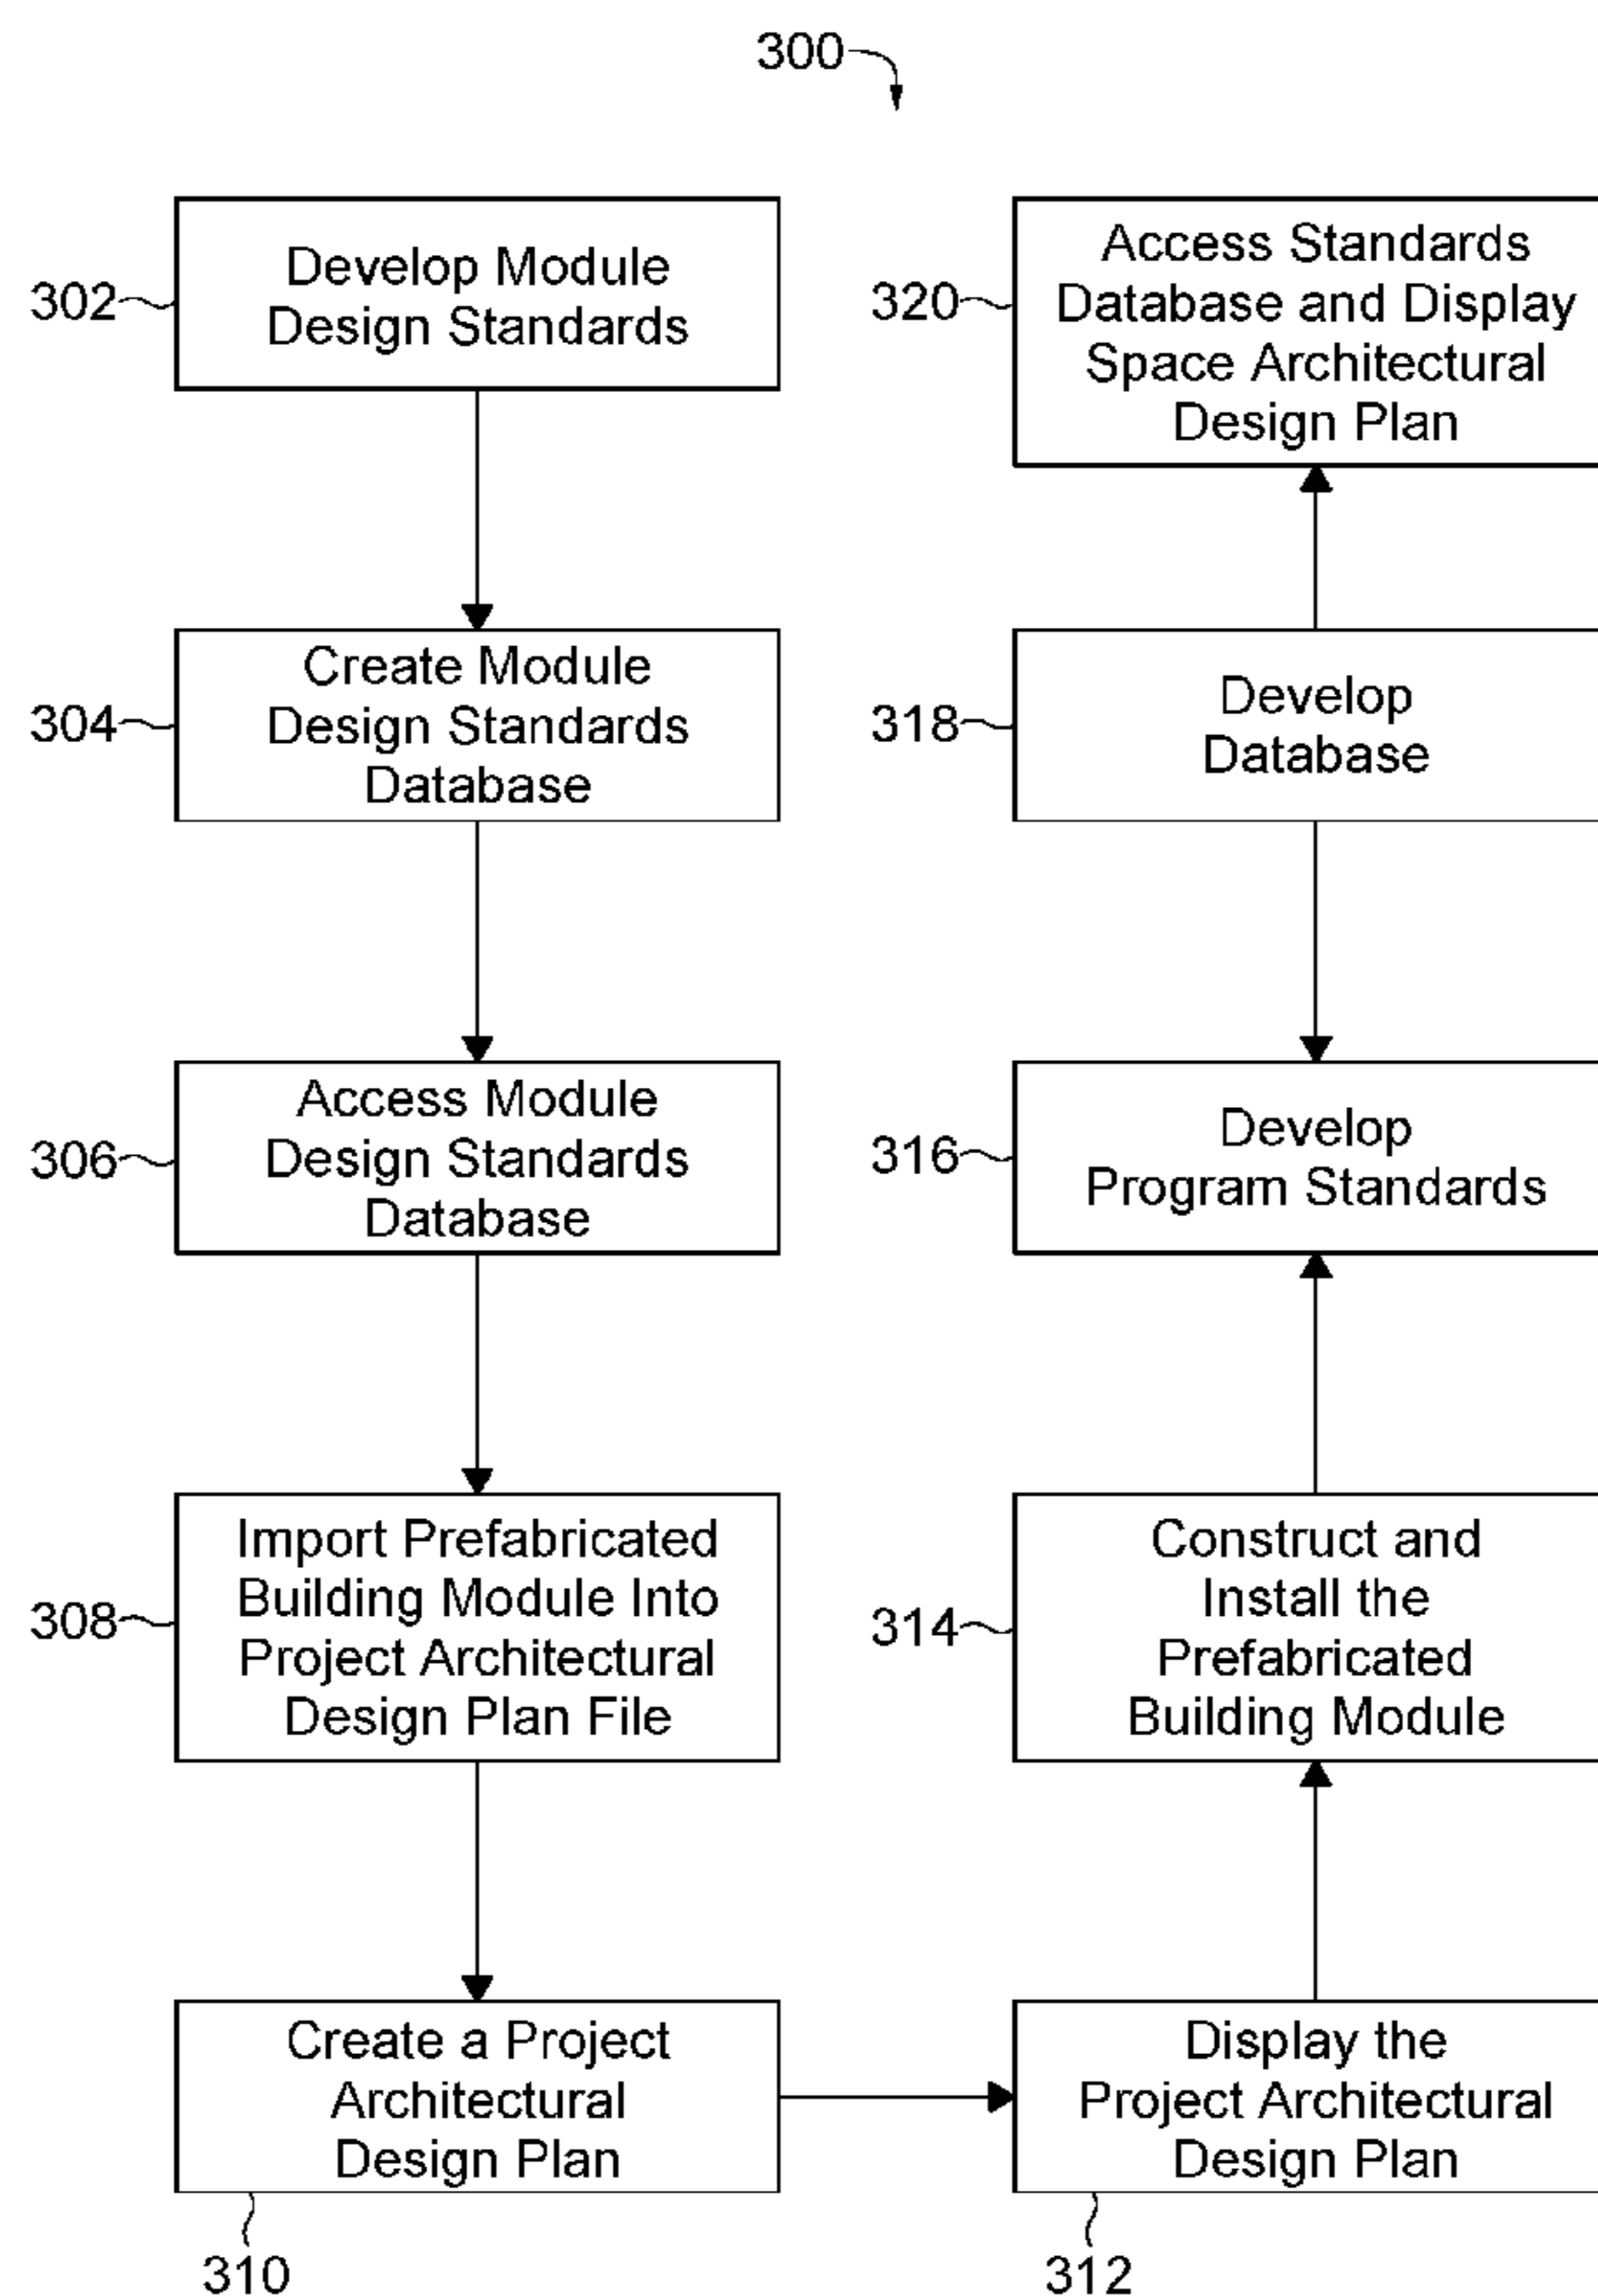 300
302
Develop Module
Design Standards
304
Create Module
Design Standards
Database
306
Access Module
Design Standards
Database
308
Import Prefabricated
Building Module Into
Project Architectural
Design Plan File
Create a Project
Architectural
Design Plan
310
320
Access Standards
Database and Display
Space Architectural
Design Plan
318
Develop
Database
316
Develop
Program Standards
314
Construct and
Install the
Prefabricated
Building Module
Display the
Project Architectural
Design Plan
312